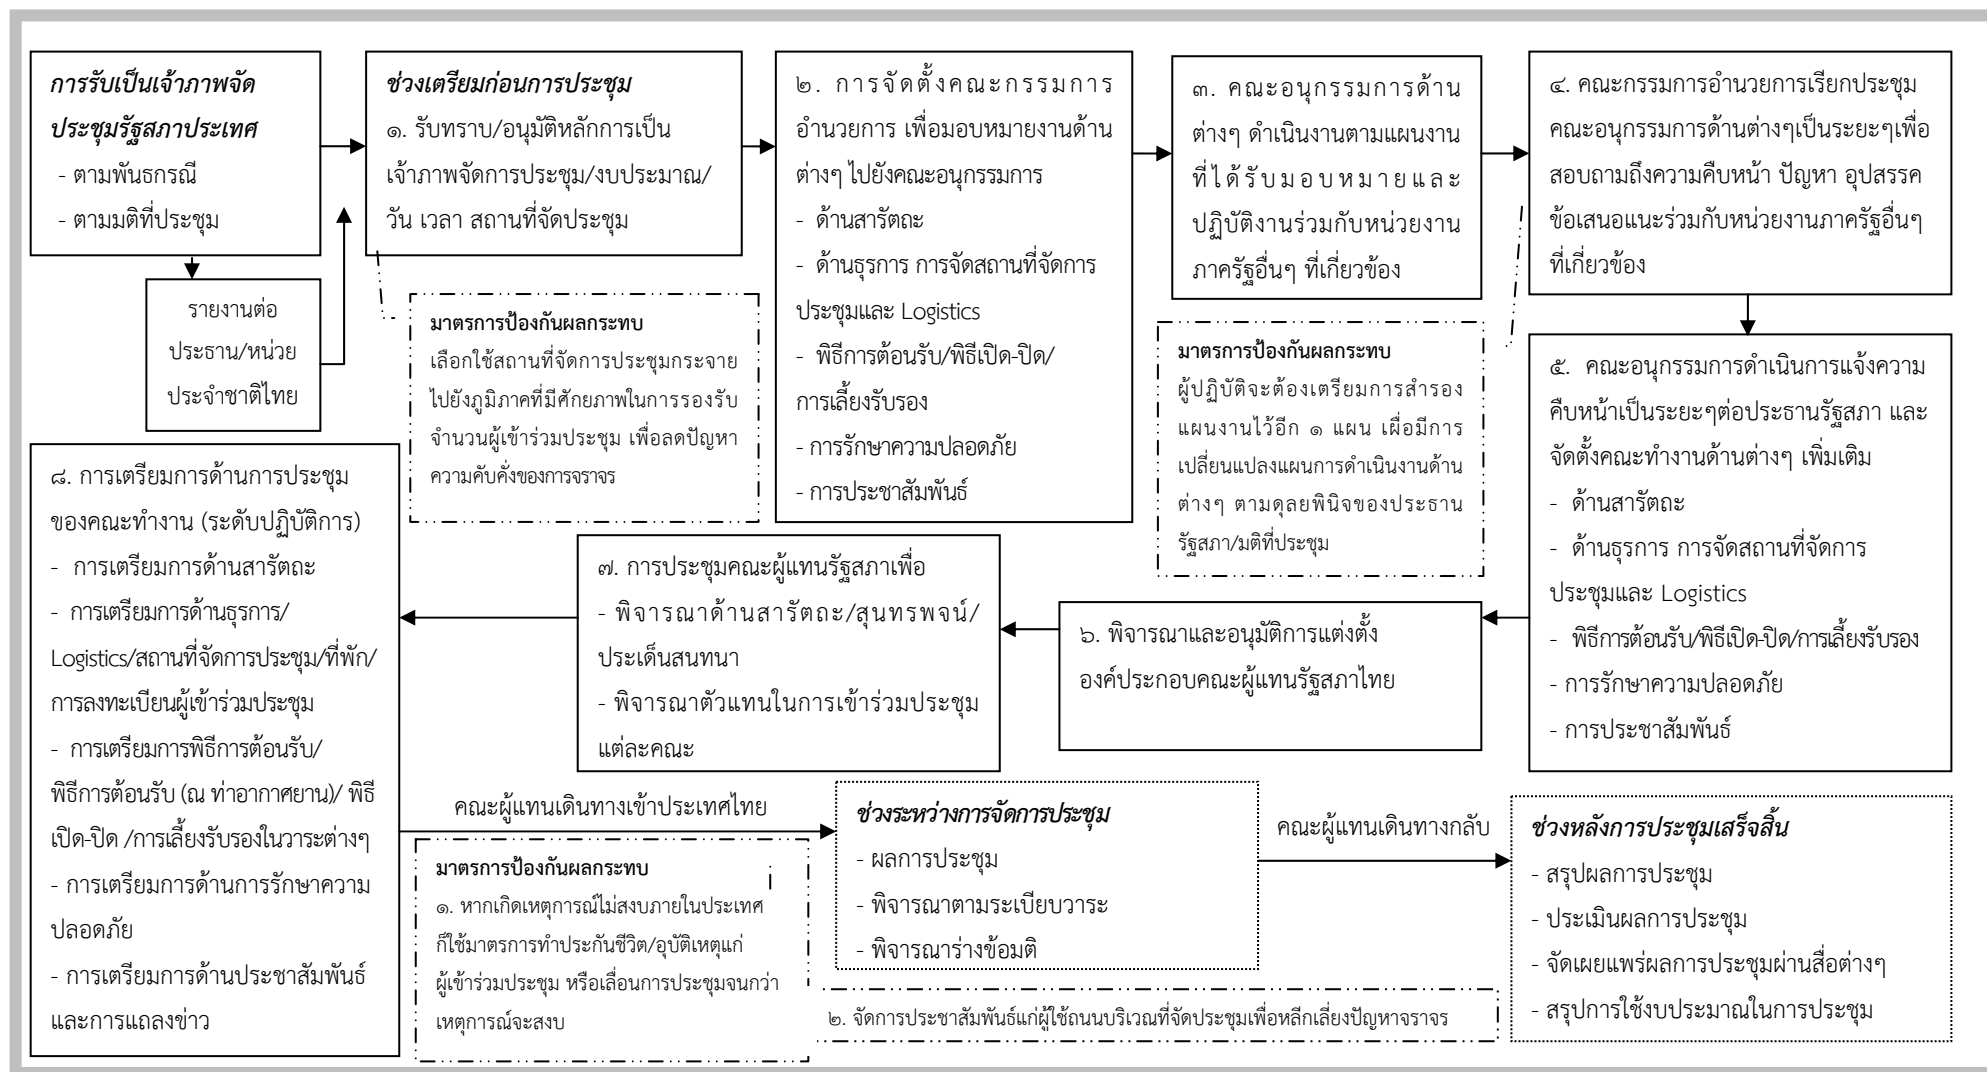 การรับเป็นเจ้าภาพจัด
ประชุมรัฐสภาประเทศ
- ตามพันธกรณี
- ตามมติที่ประชุม
รายงานต่อ
ประธาน/หน่วย
ประจำชาติไทย
ช่วงเตรียมก่อนการประชุม
๑. รับทราบ/อนุมัติหลักการเป็น
เจ้าภาพจัดการประชุม/งบประมาณ/
วัน เวลา สถานที่จัดประชุม
มาตรการป้องกันผลกระทบ
เลือกใช้สถานที่จัดการประชุมกระจาย
ไปยังภูมิภาคที่มีศักยภาพในการรองรับ
จำนวนผู้เข้าร่วมประชุม เพื่อลดปัญหา
ความคับคั่งของการจราจร
๒. การจัดตั้งคณะกรรมการ
อำนวยการ เพื่อมอบหมายงานด้าน
ต่างๆ ไปยังคณะอนุกรรมการ
- ด้านสารัตถะ
- ด้านธุรการ การจัดสถานที่จัดการ
ประชุมและ Logistics
- พิธีการต้อนรับ/พิธีเปิด-ปิด/
การเลี้ยงรับรอง
- การรักษาความปลอดภัย
- การประชาสัมพันธ์
๓. คณะอนุกรรมการด้าน
ต่างๆ ดำเนินงานตามแผนงาน
ที่ได้รับมอบหมายและ
ปฏิบัติงานร่วมกับหน่วยงาน
ภาครัฐอื่นๆ ที่เกี่ยวข้อง
มาตรการป้องกันผลกระทบ
ผู้ปฏิบัติจะต้องเตรียมการสำรอง
แผนงานไว้อีก ๑ แผน เผื่อมีการ
เปลี่ยนแปลงแผนการดำเนินงานด้าน
ต่างๆ ตามดุลยพินิจของประธาน
รัฐสภา/มติที่ประชุม
๔. คณะกรรมการอำนวยการเรียกประชุม
คณะอนุกรรมการด้านต่างๆเป็นระยะๆเพื่อ
สอบถามถึงความคืบหน้า ปัญหา อุปสรรค
ข้อเสนอแนะร่วมกับหน่วยงานภาครัฐอื่นๆ
ที่เกี่ยวข้อง
๕. คณะอนุกรรมการดำเนินการแจ้งความ
คืบหน้าเป็นระยะๆต่อประธานรัฐสภา และ
จัดตั้งคณะทำงานด้านต่างๆ เพิ่มเติม
- ด้านสารัตถะ
- ด้านธุรการ การจัดสถานที่จัดการ
ประชุมและ Logistics
- พิธีการต้อนรับ/พิธีเปิด-ปิด/การเลี้ยงรับรอง
- การรักษาความปลอดภัย
- การประชาสัมพันธ์
๖. พิจารณาและอนุมัติการแต่งตั้ง
องค์ประกอบคณะผู้แทนรัฐสภาไทย
๗. การประชุมคณะผู้แทนรัฐสภาเพื่อ
- พิจารณาด้านสารัตถะ/สุนทรพจน์/
ประเด็นสนทนา
- พิจารณาตัวแทนในการเข้าร่วมประชุม
แต่ละคณะ
๘. การเตรียมการด้านการประชุม
ของคณะทำงาน (ระดับปฏิบัติการ)
- การเตรียมการด้านสารัตถะ
- การเตรียมการด้านธุรการ/
Logistics/สถานที่จัดการประชุม/ที่พัก/
การลงทะเบียนผู้เข้าร่วมประชุม
- การเตรียมการพิธีการต้อนรับ/
พิธีการต้อนรับ (ณ ท่าอากาศยาน)/ พิธี
เปิด-ปิด /การเลี้ยงรับรองในวาระต่างๆ
- การเตรียมการด้านการรักษาความ
ปลอดภัย
- การเตรียมการด้านประชาสัมพันธ์
และการแถลงข่าว
คณะผู้แทนเดินทางเข้าประเทศไทย
มาตรการป้องกันผลกระทบ
๑. หากเกิดเหตุการณ์ไม่สงบภายในประเทศ
ก็ใช้มาตรการทำประกันชีวิต/อุบัติเหตุแก่
ผู้เข้าร่วมประชุม หรือเลื่อนการประชุมจนกว่า
เหตุการณ์จะสงบ
๒. จัดการประชาสัมพันธ์แก่ผู้ใช้ถนนบริเวณที่จัดประชุมเพื่อหลีกเลี่ยงปัญหาจราจร
ช่วงระหว่างการจัดการประชุม
- ผลการประชุม
- พิจารณาตามระเบียบวาระ
- พิจารณาร่างข้อมติ
คณะผู้แทนเดินทางกลับ
ช่วงหลังการประชุมเสร็จสิ้น
- สรุปผลการประชุม
- ประเมินผลการประชุม
- จัดเผยแพร่ผลการประชุมผ่านสื่อต่างๆ
- สรุปการใช้งบประมาณในการประชุม